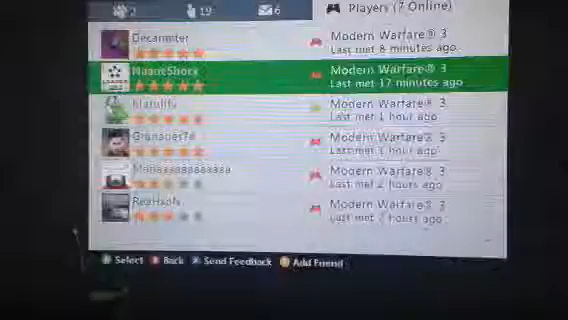 2 19 6 Players (7 Online)
Decanmter Modern Warfare® 3
Last met 8 minutes ago
Modern Warfare® 3
Last met 17 minutes ago
Modern Warfare® 3
Last met 1 hour ago
Modern Warfare® 3
Last met 1 hour ago
Modern Warfare® 3
Last met 2 hours ago
Modern Warfare® 3
Last met 2 hours ago
A Select B Back X Send Feedback Y Add Friend